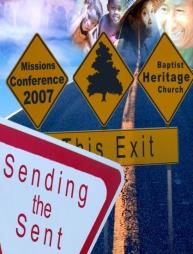 Missions
Conference
2007
Baptist
Heritage
Church
This Exit
Sending
the
Sent